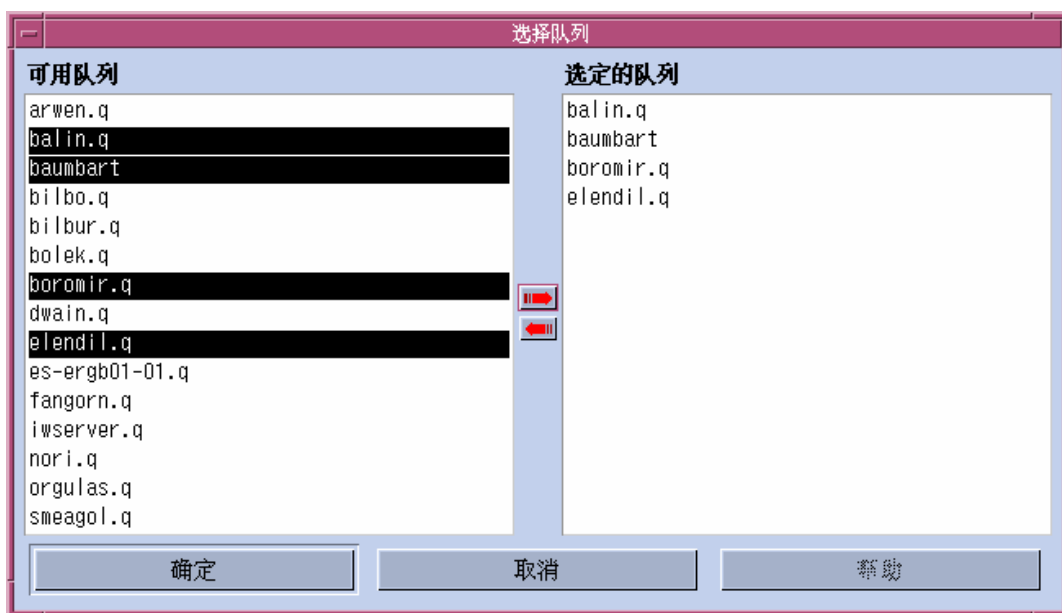 选择队列
可用队列
arwen.q
balin.q
baumbart
bilbo.q
bilbur.q
bolek.q
boromir.q
dwain.q
elendil.q
es-ergb01-01.q
fangorn.q
iwserver.q
nori.q
orgulas.q
smeagol.q
选定的队列
balin.q
baumbart
boromir.q
elendil.q
确定
取消
帮助